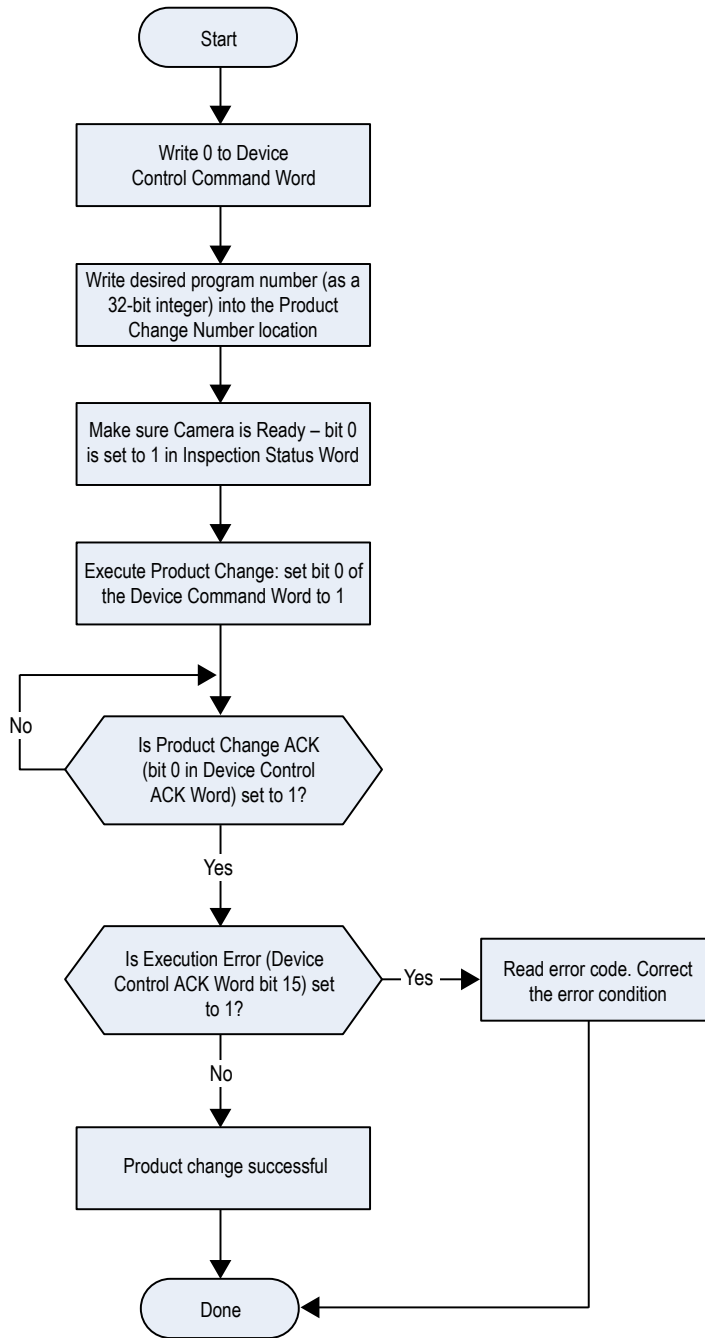 Start
Write 0 to Device
Control Command Word
Write desired program number (as a
32-bit integer) into the Product
Change Number location
Make sure Camera is Ready – bit 0
is set to 1 in Inspection Status Word
Execute Product Change: set bit 0 of
the Device Command Word to 1
No
Is Product Change ACK
(bit 0 in Device Control
ACK Word) set to 1?
Yes
Is Execution Error (Device
Control ACK Word bit 15) set
to 1?
Yes
Read error code. Correct
the error condition
No
Product change successful
Done